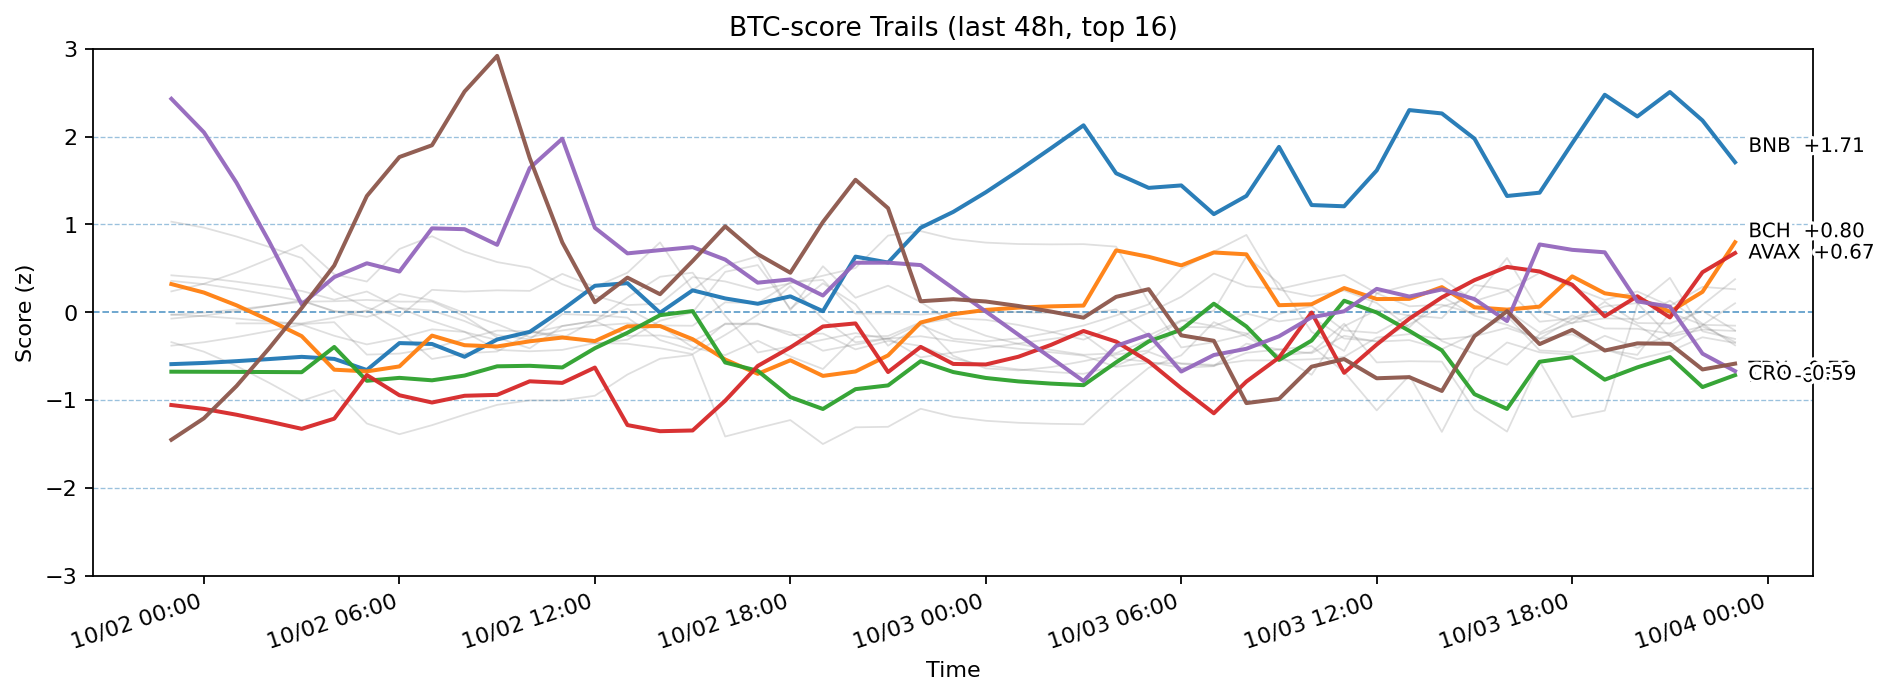 BTC-score Trails (last 48h, top 16)
Score (z)
3
2
1
0
−1
−2
−3
BNB +1.71
BCH +0.80
AVAX +0.67
CRO -0.59
10/02 00:00
10/02 06:00
10/02 12:00
10/02 18:00
10/03 00:00
10/03 06:00
10/03 12:00
10/03 18:00
10/04 00:00
Time